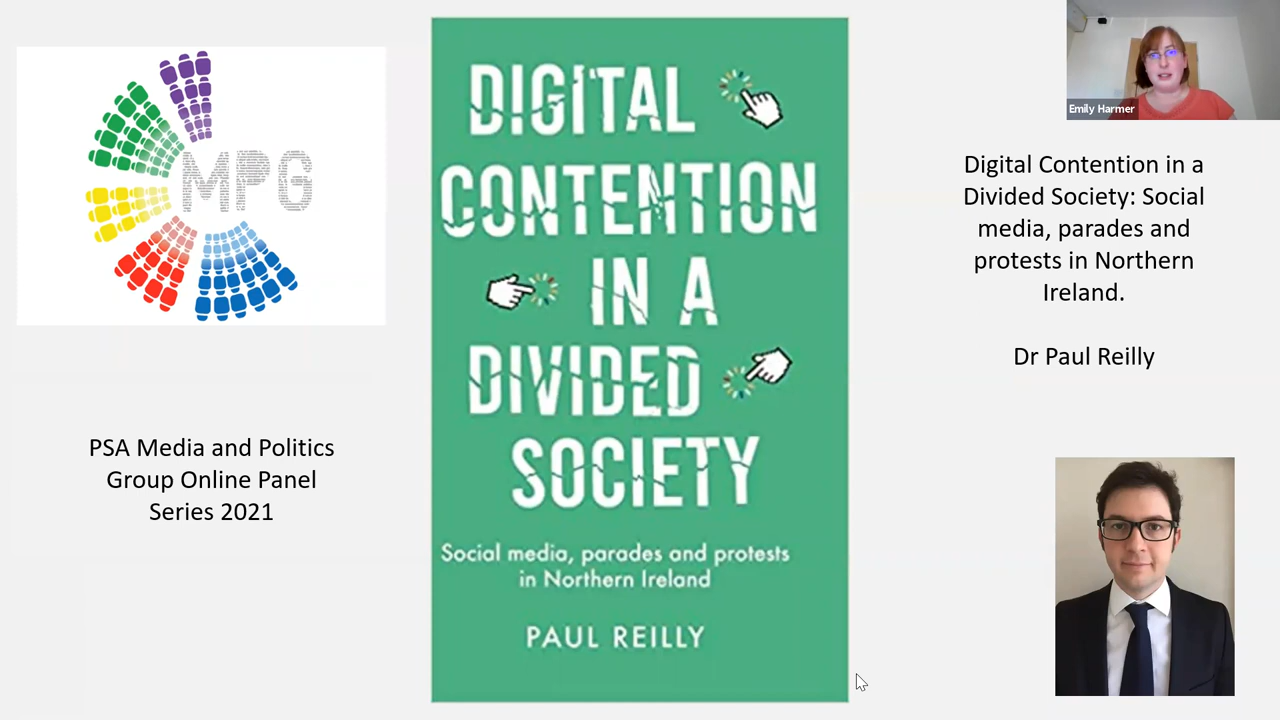 MPG
PSA Media and Politics
Group Online Panel
Series 2021
DIGITAL
CONTENTION
IN A
DIVIDED
SOCIETY
Social media, parades and protests
in Northern Ireland
PAUL REILLY
Emily Harmer
Digital Contention in a
Divided Society: Social
media, parades and
protests in Northern
Ireland.
Dr Paul Reilly